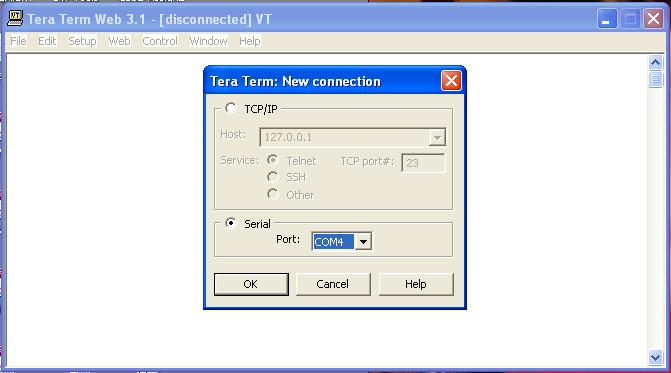 Tera Term Web 3.1 - [disconnected] VT
File Edit Setup Web Control Window Help
Tera Term: New connection
TCP/IP
Host: 127.0.0.1
Service: Telnet TCP port#: 23
SSH
Other
Serial
Port: COM4
OK Cancel Help